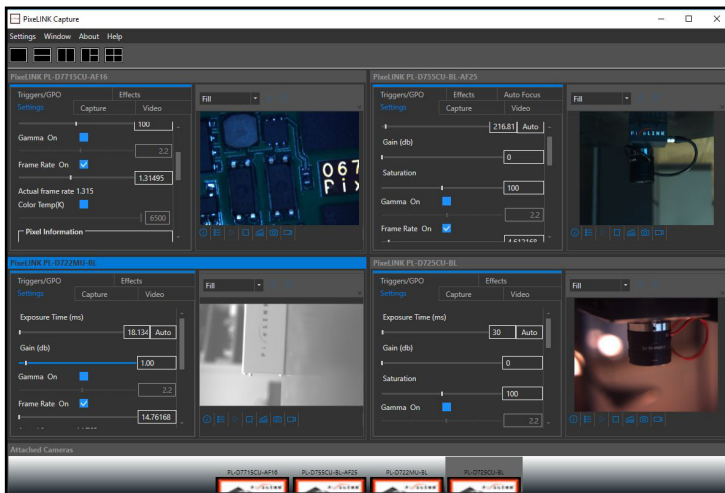 PixeLINK Capture
Settings Window About Help
PixeLINK PL-D7715CU-AF16
Triggers/GPO Effects
Settings Capture Video
100
Gamma On
2.2
Frame Rate On
1.31495
Actual frame rate 1.315
Color Temp(K)
6500
Pixel Information
Fill
067
Pix
PixeLINK PL-D755CU-BL-AF25
Triggers/GPO Effects Auto Focus
Settings Capture Video
216.81 Auto
Gain (db)
0
Saturation
100
Gamma On
2.2
Frame Rate On
4.612168
Fill
PixeLINK
PixeLINK PL-D722MU-BL
Triggers/GPO Effects
Settings Capture Video
Exposure Time (ms)
18.134 Auto
Gain (db)
1.00
Gamma On
2.2
Frame Rate On
14.76168
Fill
PixeLINK
PixeLINK PL-D725CU-BL
Triggers/GPO Effects
Settings Capture Video
Exposure Time (ms)
30 Auto
Gain (db)
0
Saturation
100
Gamma On
2.2
Fill
Attached Cameras
PL-D7715CU-AF16 PL-D755CU-BL-AF25 PL-D722MU-BL PL-D725CU-BL
PixeLINK PixeLINK PixeLINK PixeLINK